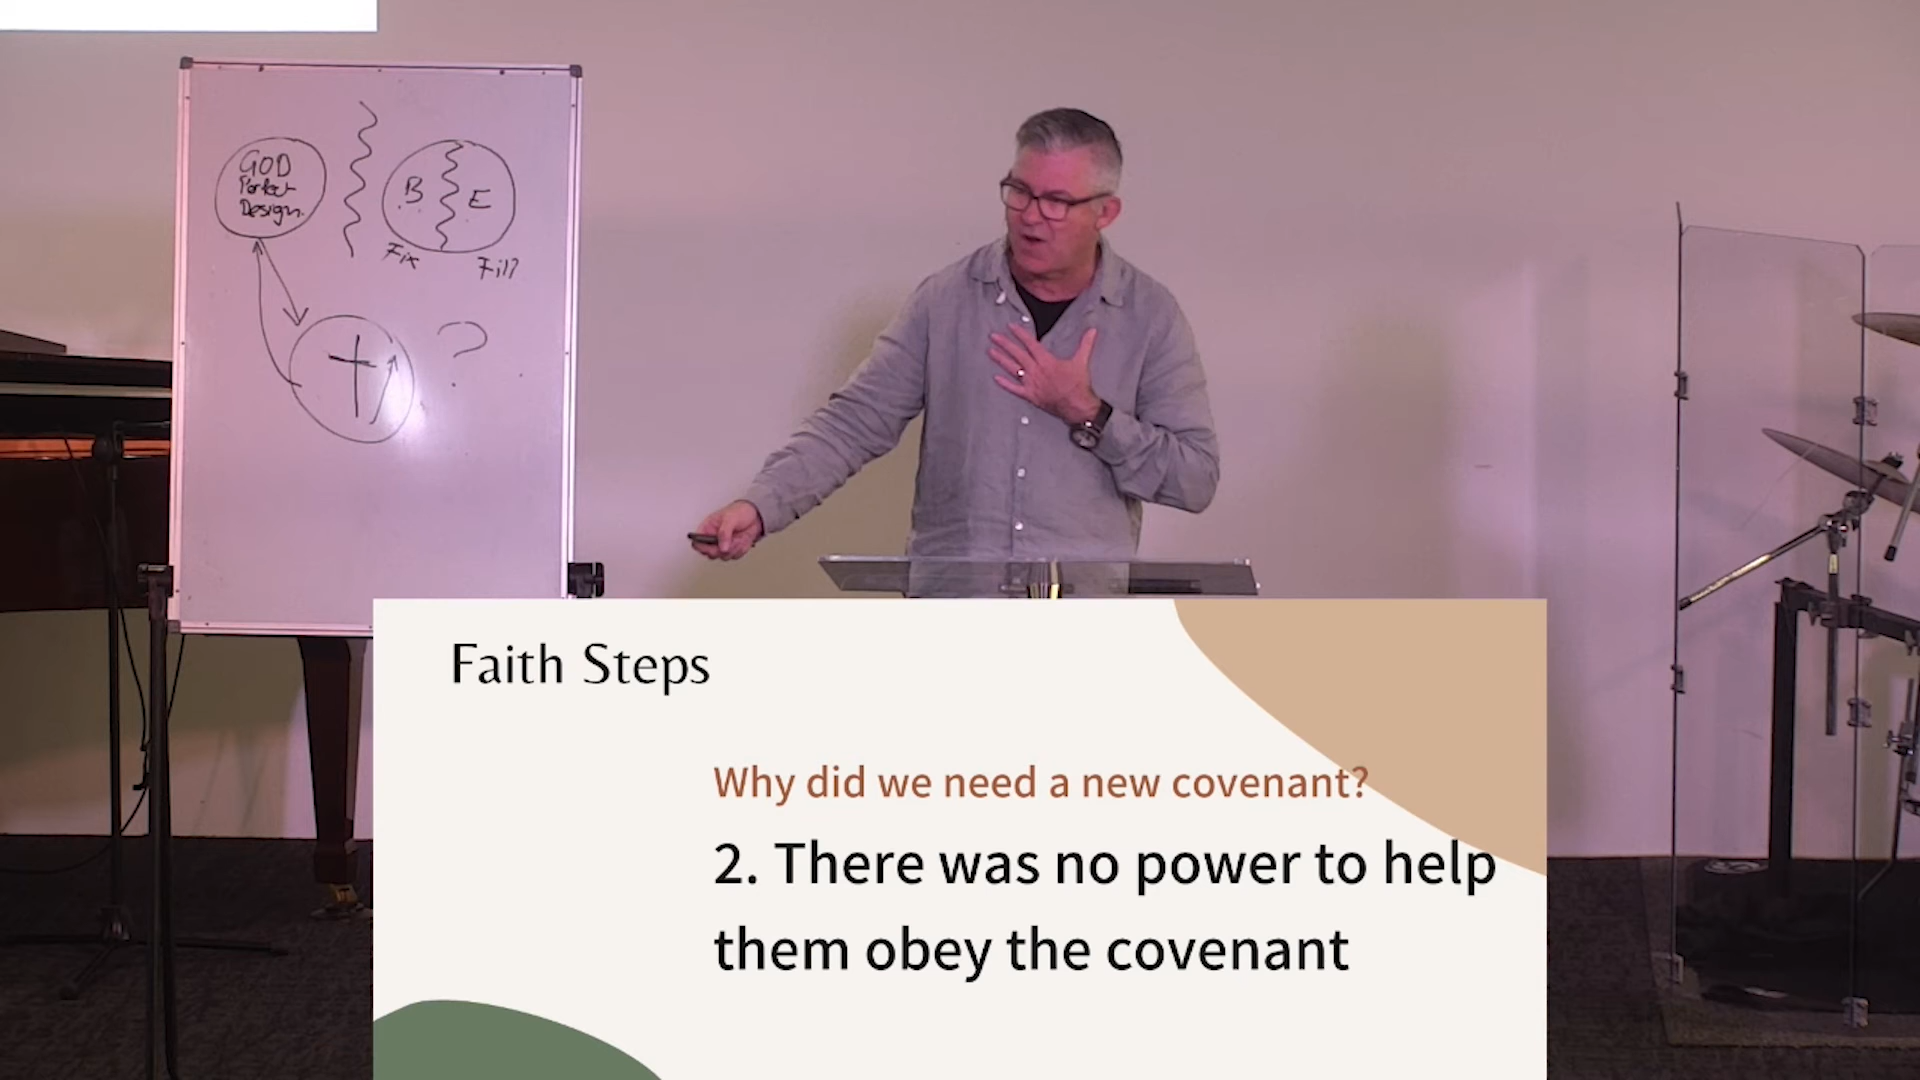 GOD
Perfect
Design.
B E
Fix
Fill?
?
Faith Steps
Why did we need a new covenant?
2. There was no power to help
them obey the covenant